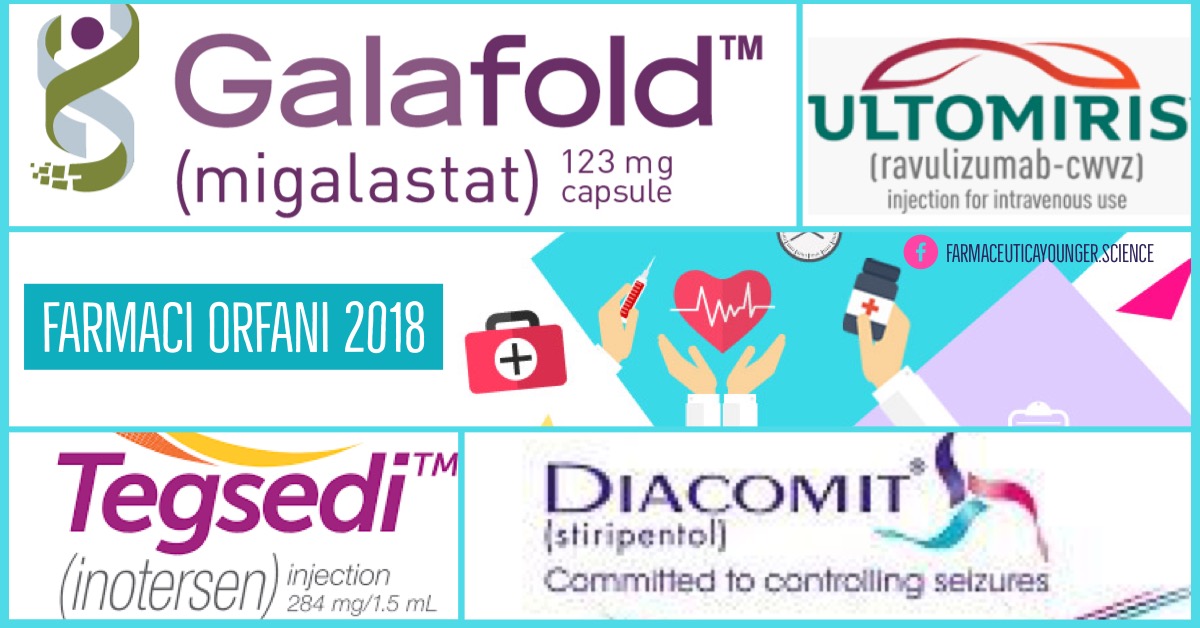 Galafold™
(migalastat) 123 mg
capsule
ULTOMIRIS
(ravulizumab-cwvz)
injection for intravenous use
FARMACEUTICAYOUNGER.SCIENCE
FARMACI ORFANI 2018
Tegsedi™
(inotersen) injection
284 mg/1.5 mL
DIACOMIT®
(stiripentol)
Committed to controlling seizures